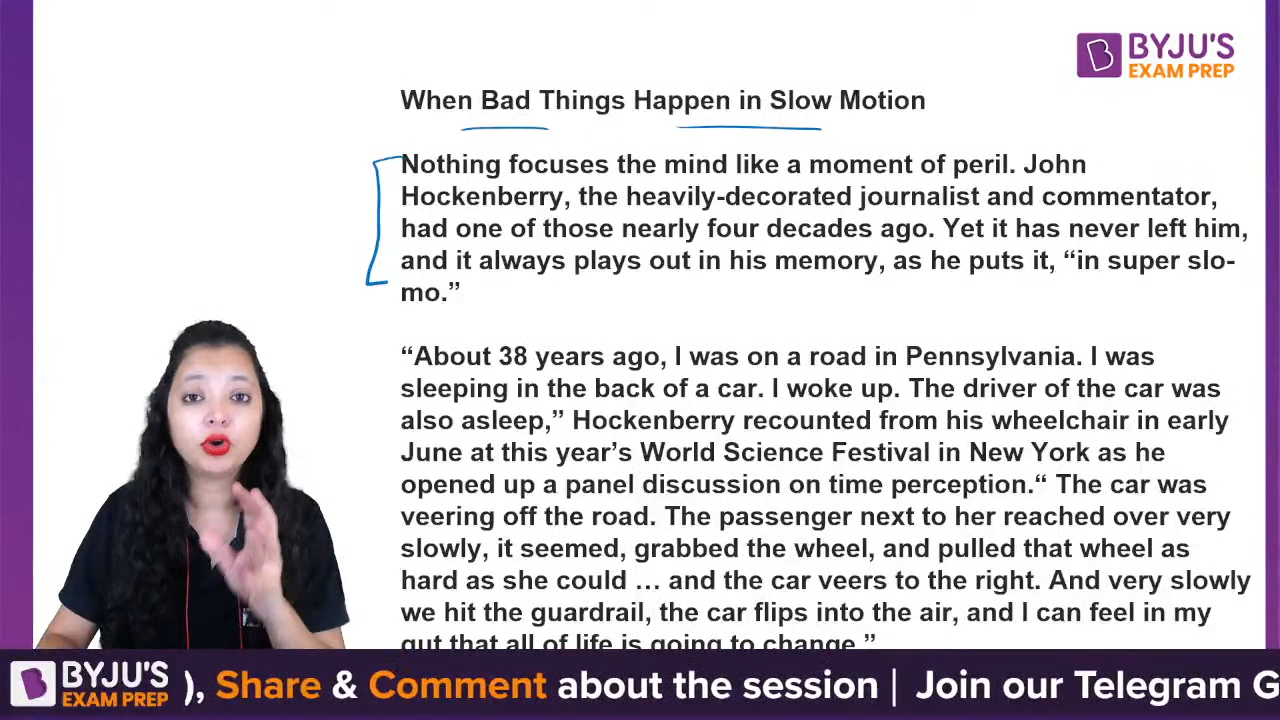 BYJU'S
EXAM PREP
When Bad Things Happen in Slow Motion
Nothing focuses the mind like a moment of peril. John
Hockenberry, the heavily-decorated journalist and commentator,
had one of those nearly four decades ago. Yet it has never left him,
and it always plays out in his memory, as he puts it, “in super slo-
mo.”
“About 38 years ago, I was on a road in Pennsylvania. I was
sleeping in the back of a car. I woke up. The driver of the car was
also asleep,” Hockenberry recounted from his wheelchair in early
June at this year’s World Science Festival in New York as he
opened up a panel discussion on time perception.“ The car was
veering off the road. The passenger next to her reached over very
slowly, it seemed, grabbed the wheel, and pulled that wheel as
hard as she could … and the car veers to the right. And very slowly
we hit the guardrail, the car flips into the air, and I can feel in my
gut that all of life is going to change.”
BYJU'S
EXAM PREP
), Share & Comment about the session | Join our Telegram G